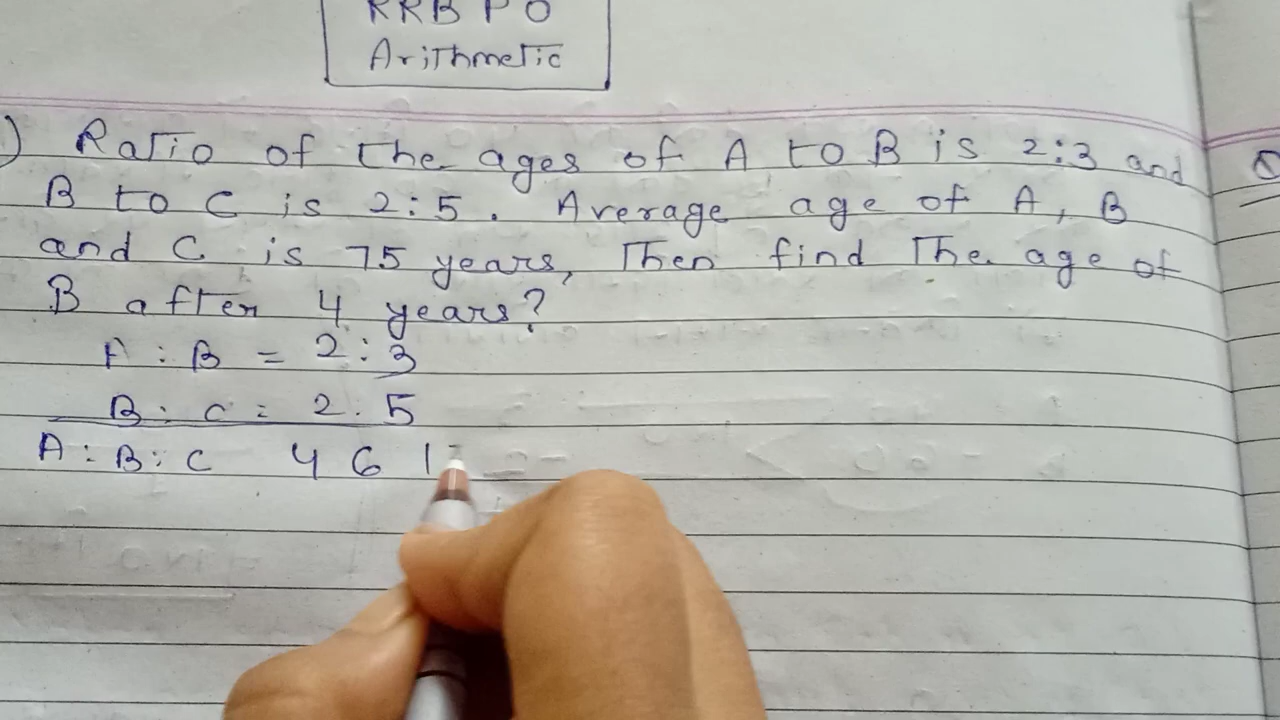 RRB PO
Arithmetic
) Ratio of the ages of A to B is 2:3 and
B to C is 2:5. Average age of A, B
and C is 75 years, Then find The age of
B after 4 years?
A : B = 2 : 3
B : C = 2 : 5
A : B : C 4 6 1